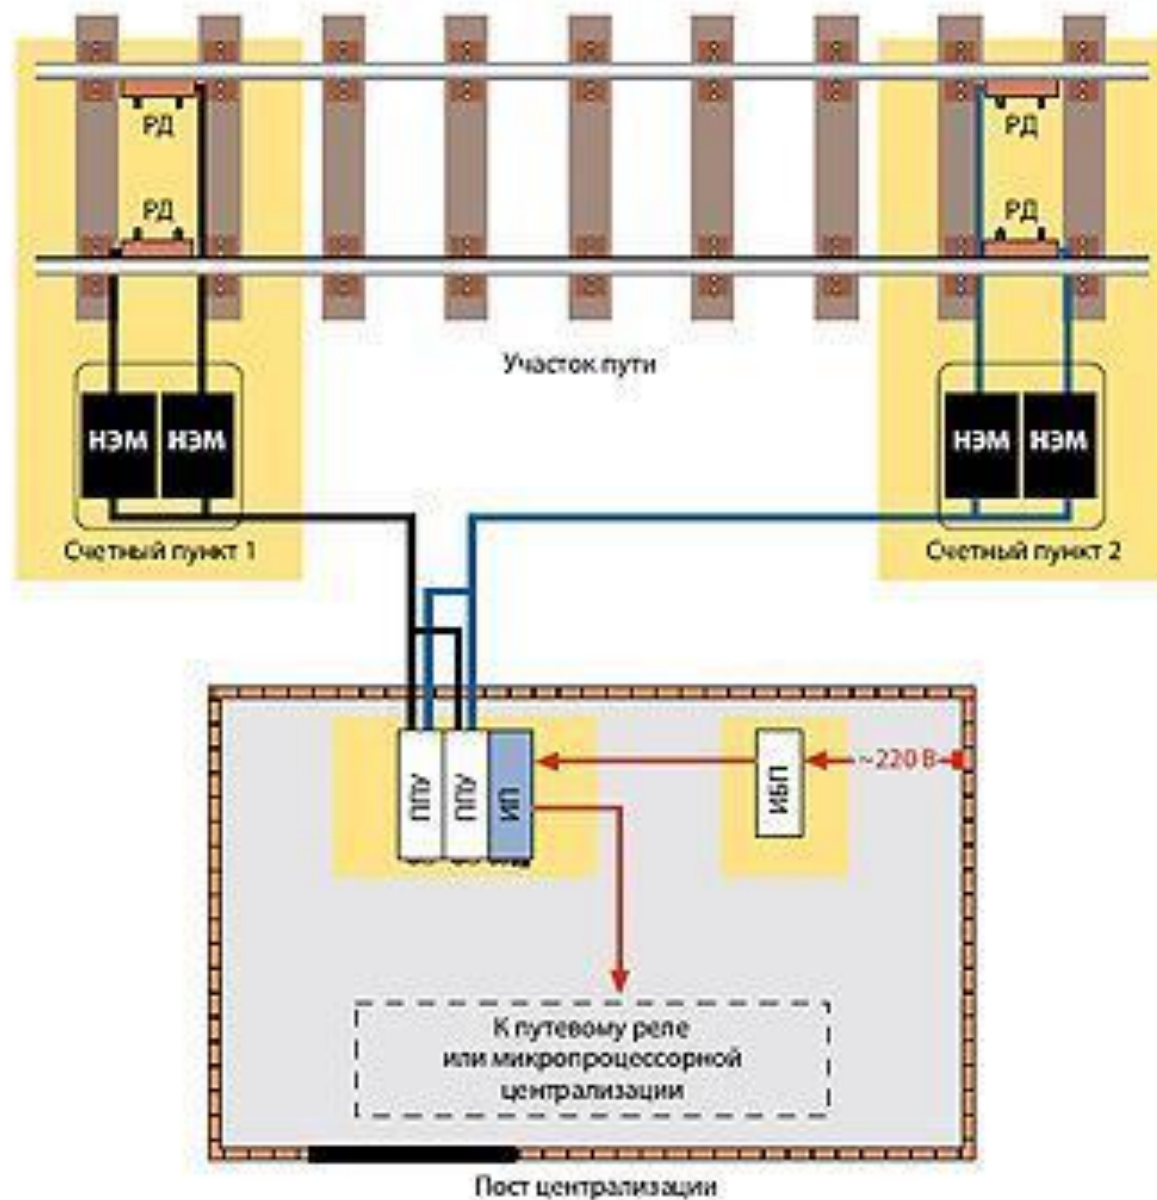 РД
РД
РД
РД
Участок пути
НЭМ
НЭМ
НЭМ
НЭМ
Счетный пункт 1
Счетный пункт 2
ППУ
ППУ
ИП
ИБП
~220 В
К путевому реле
или микропроцессорной
централизации
Пост централизации